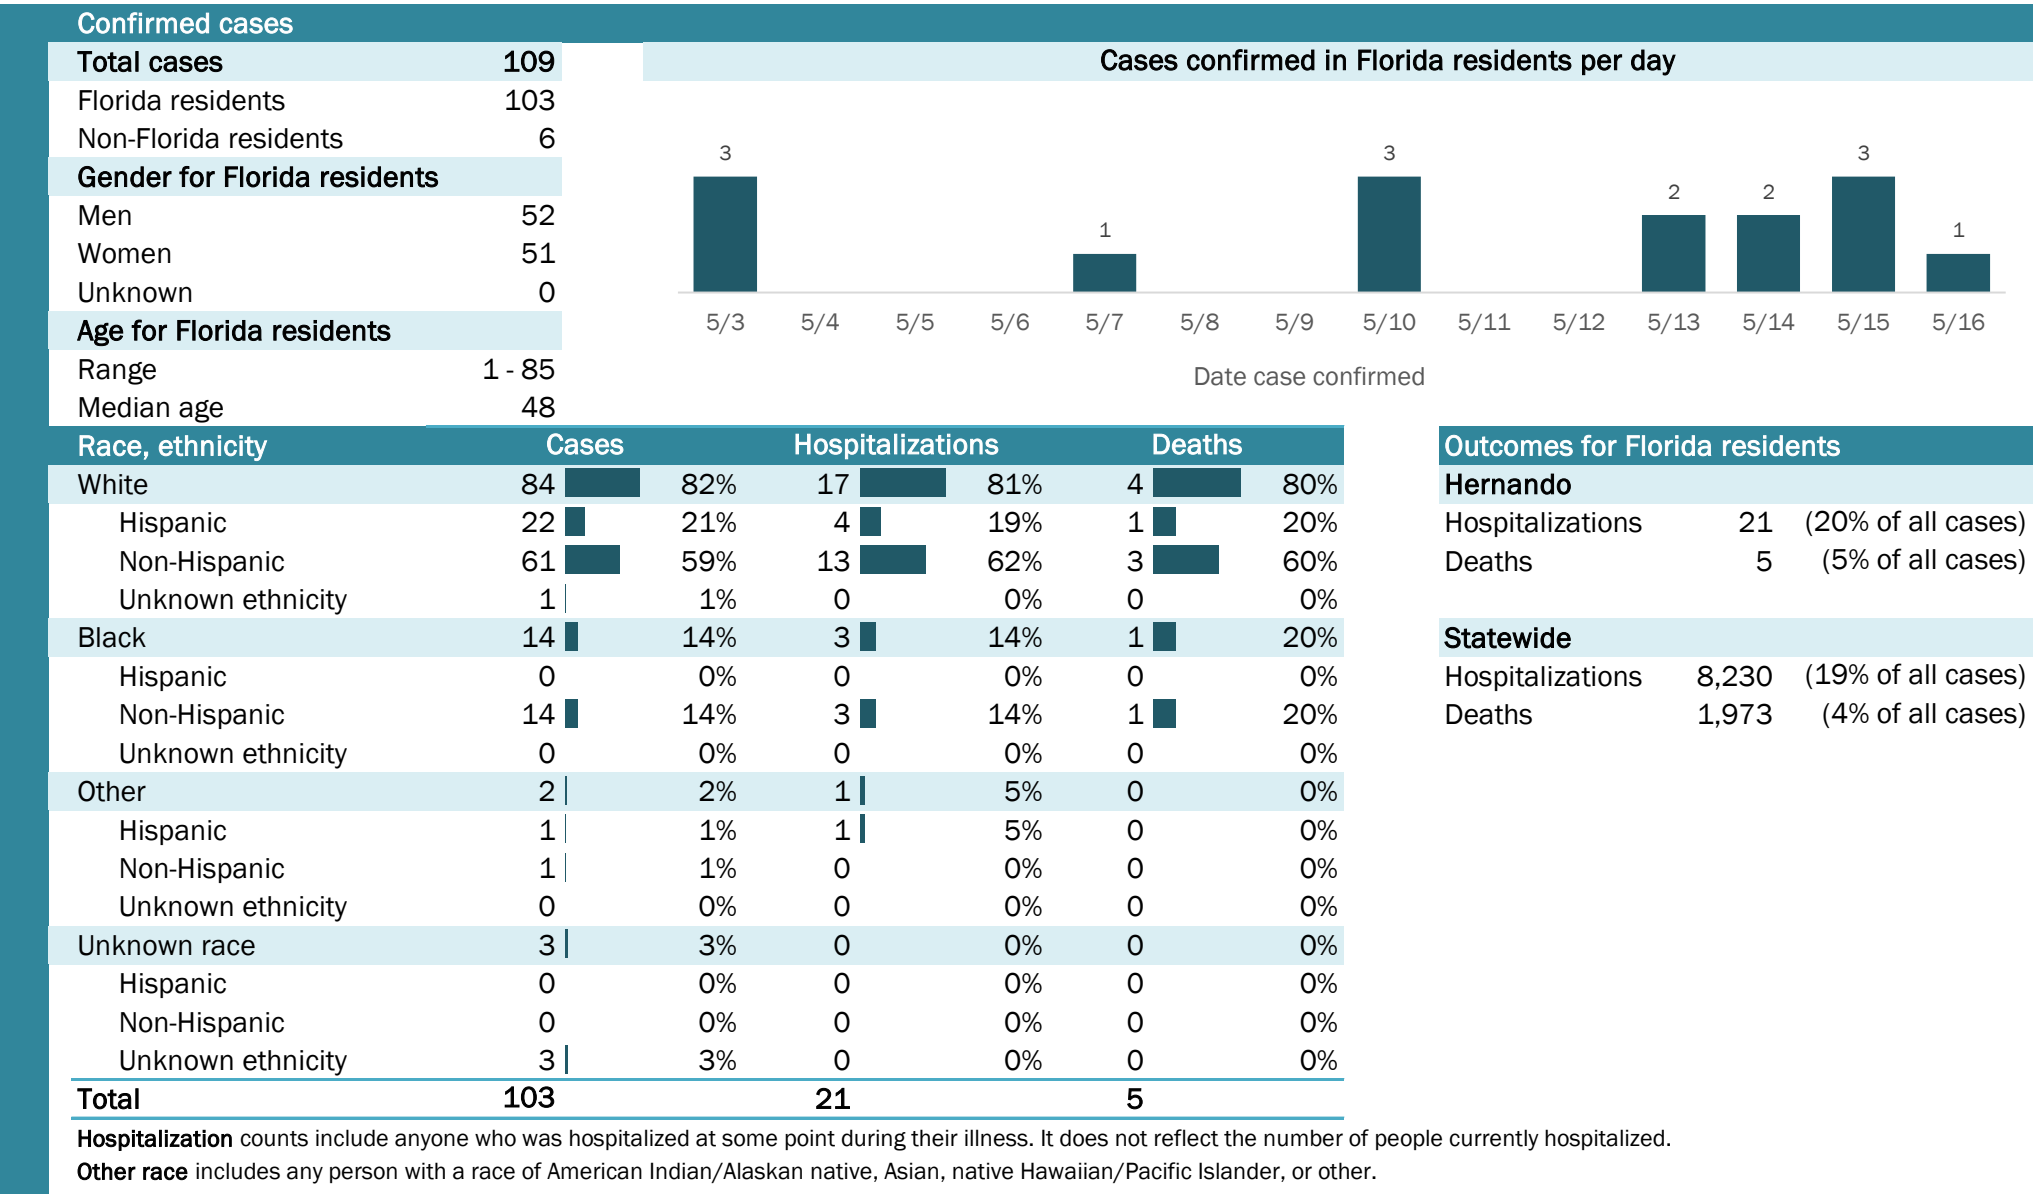 Confirmed cases
Total cases 109
Florida residents 103
Non-Florida residents 6
Gender for Florida residents
Men 52
Women 51
Unknown 0
Age for Florida residents
Range 1 - 85
Median age 48
Cases confirmed in Florida residents per day
3 1 3 2 2 3 1
5/3 5/4 5/5 5/6 5/7 5/8 5/9 5/10 5/11 5/12 5/13 5/14 5/15 5/16
Date case confirmed
Race, ethnicity Cases Hospitalizations Deaths
White 84 82% 17 81% 4 80%
Hispanic 22 21% 4 19% 1 20%
Non-Hispanic 61 59% 13 62% 3 60%
Unknown ethnicity 1 1% 0 0% 0 0%
Black 14 14% 3 14% 1 20%
Hispanic 0 0% 0 0% 0 0%
Non-Hispanic 14 14% 3 14% 1 20%
Unknown ethnicity 0 0% 0 0% 0 0%
Other 2 2% 1 5% 0 0%
Hispanic 1 1% 1 5% 0 0%
Non-Hispanic 1 1% 0 0% 0 0%
Unknown ethnicity 0 0% 0 0% 0 0%
Unknown race 3 3% 0 0% 0 0%
Hispanic 0 0% 0 0% 0 0%
Non-Hispanic 0 0% 0 0% 0 0%
Unknown ethnicity 3 3% 0 0% 0 0%
Total 103 21 5
Outcomes for Florida residents
Hernando
Hospitalizations 21 (20% of all cases)
Deaths 5 (5% of all cases)
Statewide
Hospitalizations 8,230 (19% of all cases)
Deaths 1,973 (4% of all cases)
Hospitalization counts include anyone who was hospitalized at some point during their illness. It does not reflect the number of people currently hospitalized.
Other race includes any person with a race of American Indian/Alaskan native, Asian, native Hawaiian/Pacific Islander, or other.